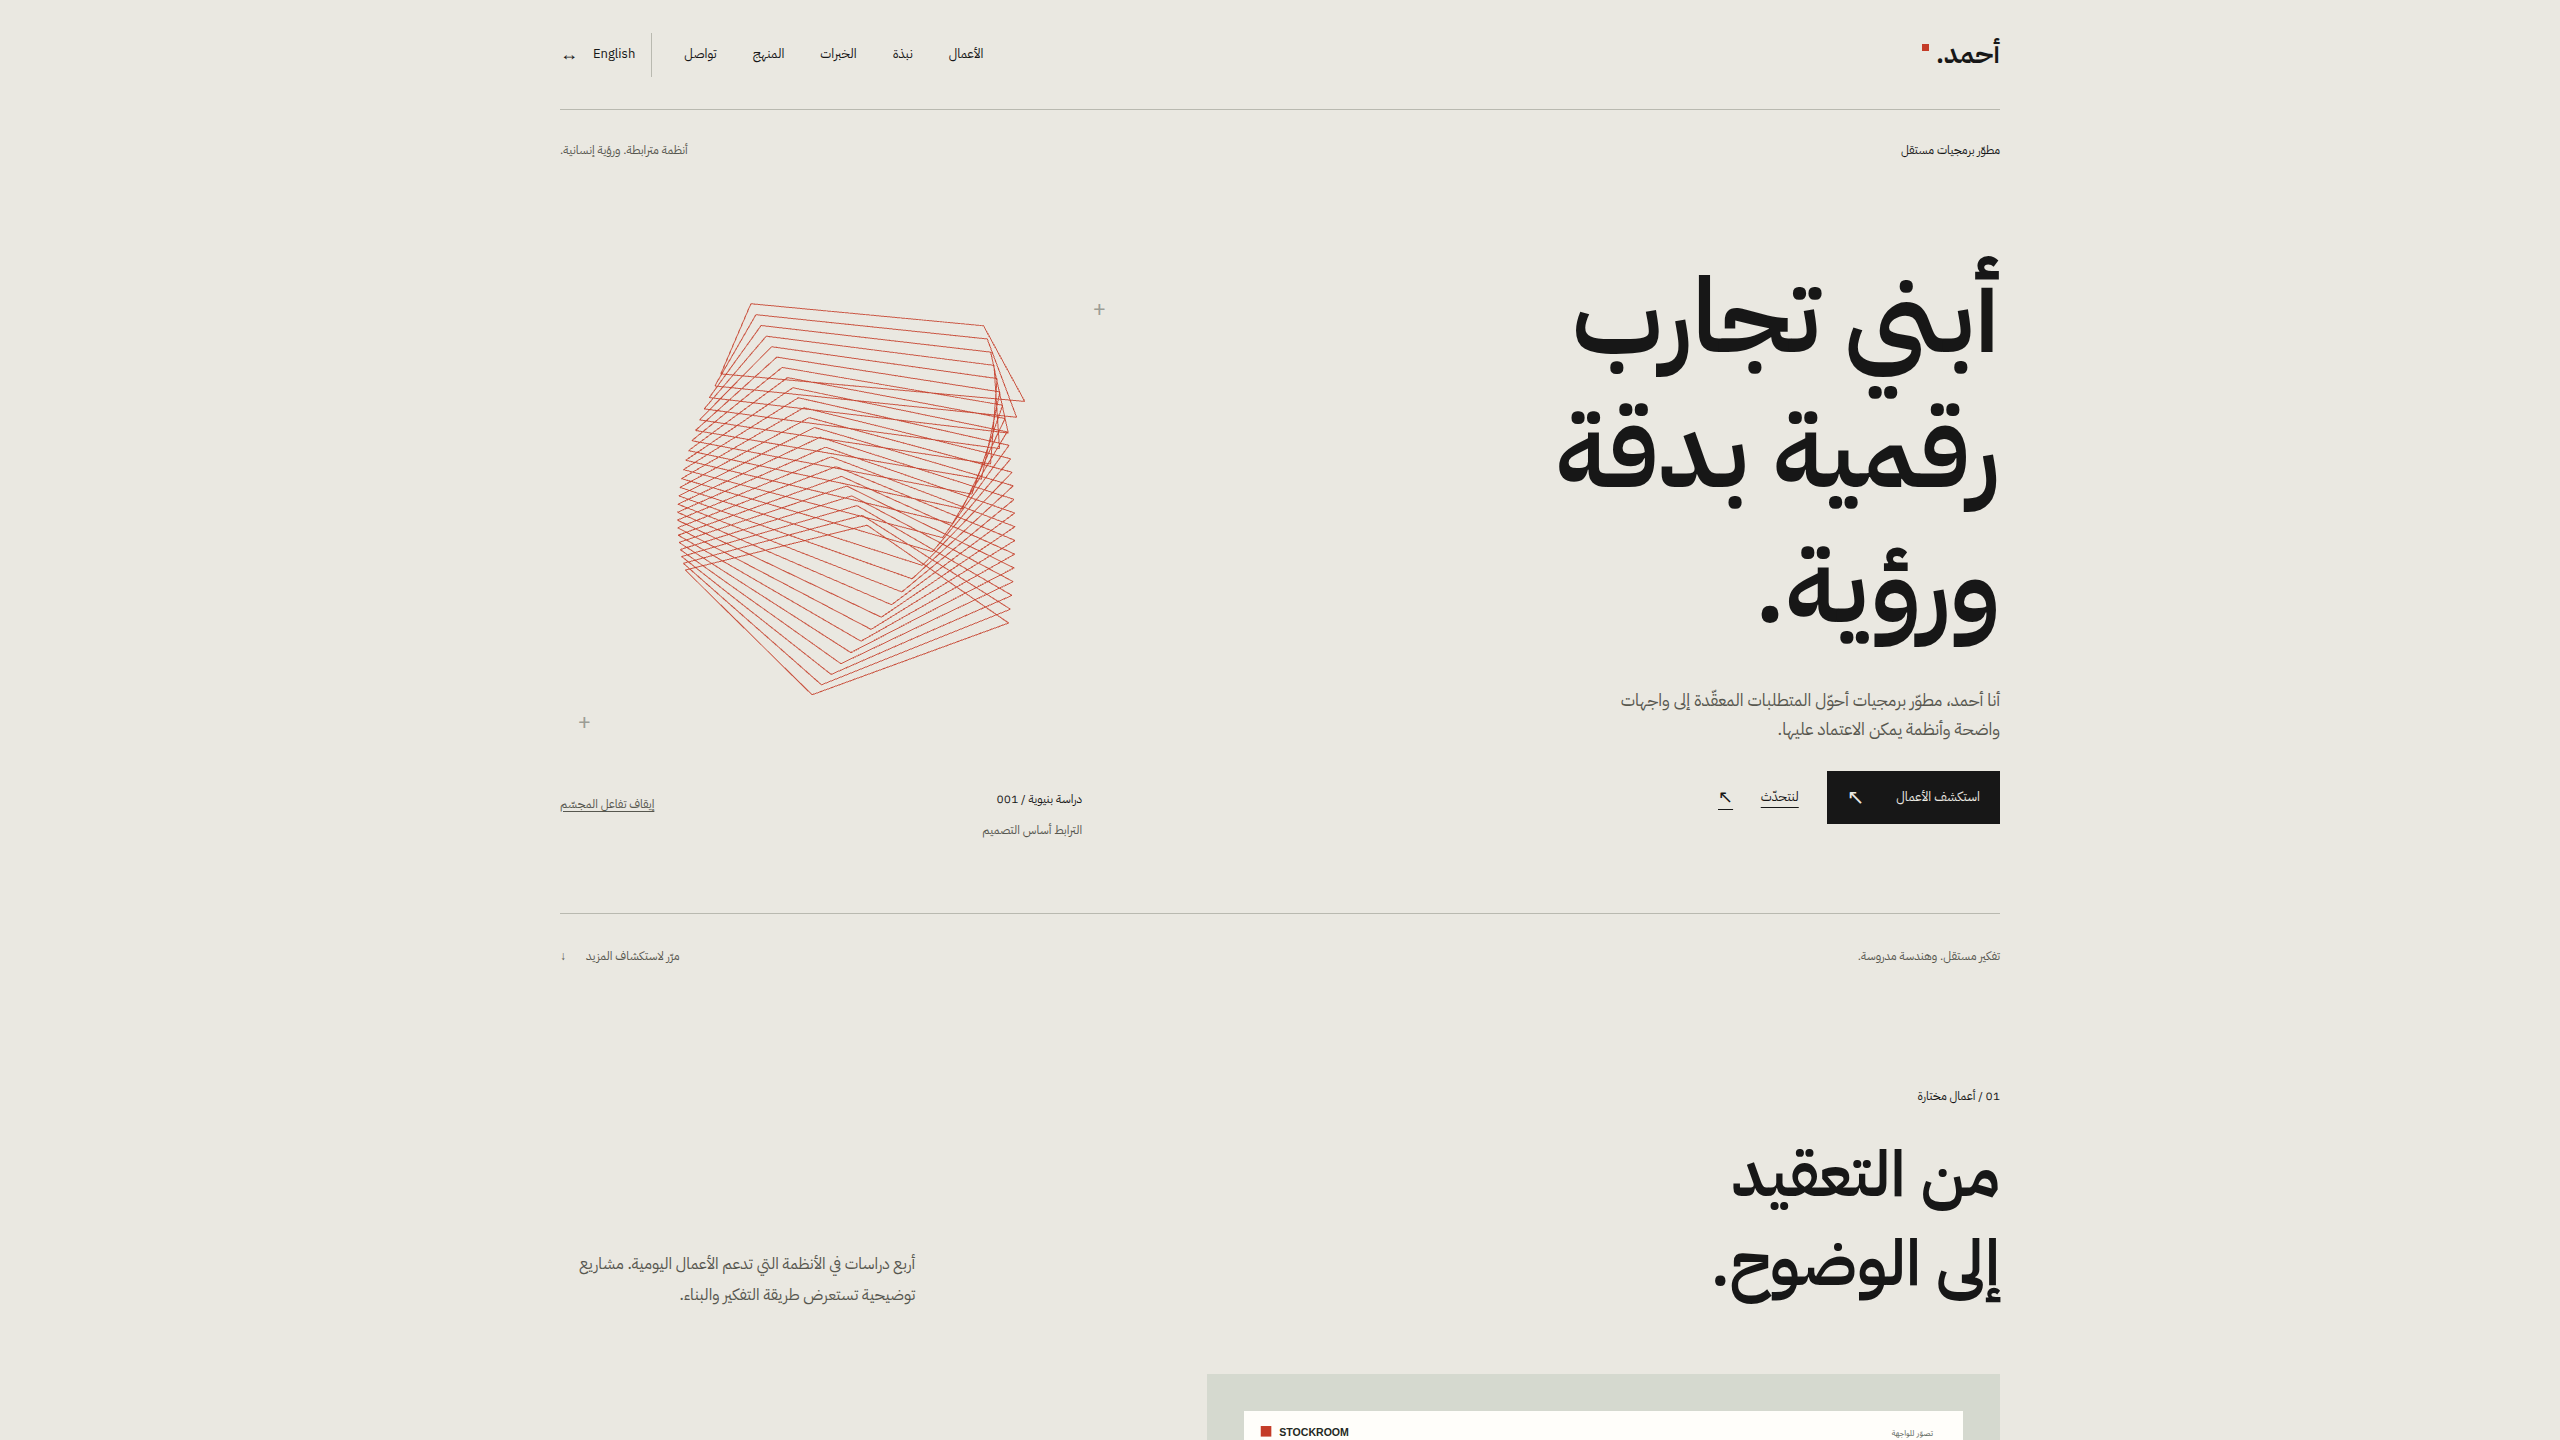 أحمد.
الأعمال
نبذة
الخبرات
المنهج
تواصل
English ↔
مطوّر برمجيات مستقل
أنظمة مترابطة. ورؤية إنسانية.
أبني تجارب
رقمية بدقة
ورؤية.
أنا أحمد، مطوّر برمجيات أحوّل المتطلبات المعقّدة إلى واجهات
واضحة وأنظمة يمكن الاعتماد عليها.
استكشف الأعمال ↖
لنتحدّث ↖
+
+
دراسة بنيوية / 001
الترابط أساس التصميم
إيقاف تفاعل المجسّم
تفكير مستقل. وهندسة مدروسة.
مرّر لاستكشاف المزيد ↓
01 / أعمال مختارة
من التعقيد
إلى الوضوح.
أربع دراسات في الأنظمة التي تدعم الأعمال اليومية. مشاريع
توضيحية تستعرض طريقة التفكير والبناء.
تصوّر للواجهة
STOCKROOM